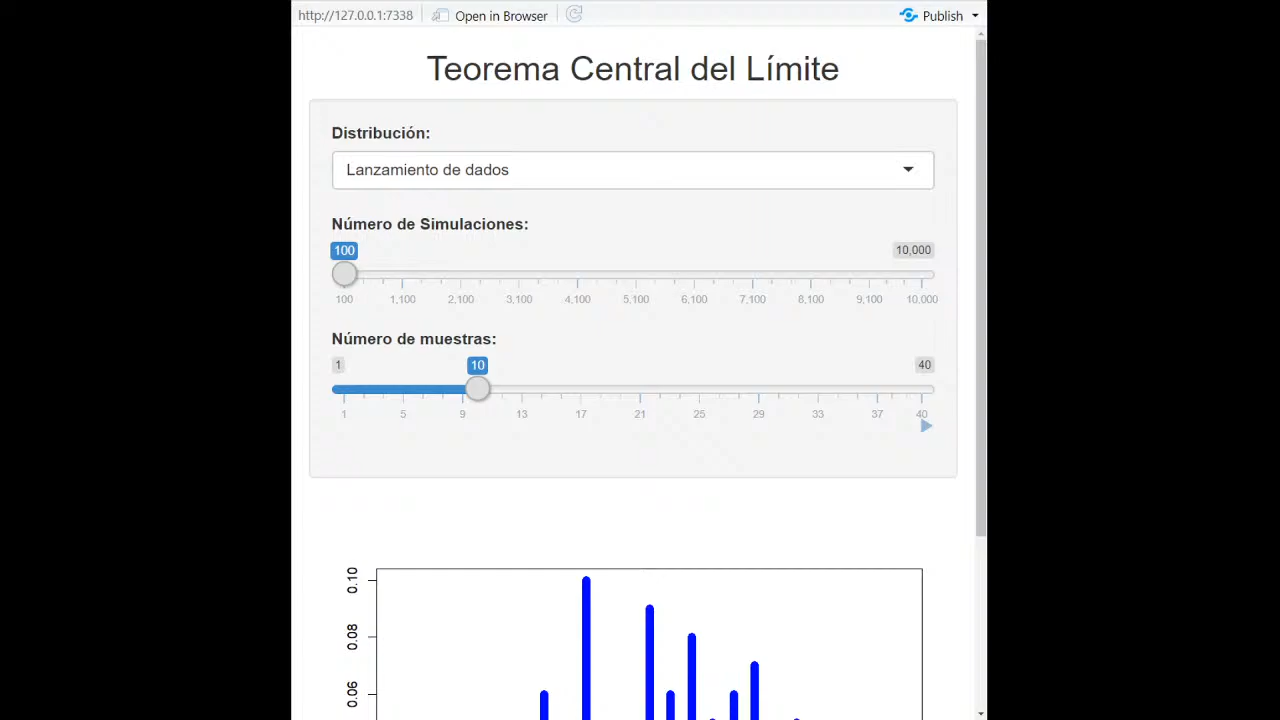 http://127.0.0.1:7338 Open in Browser Publish
Teorema Central del Límite
Distribución:
Lanzamiento de dados
Número de Simulaciones:
100 10,000
100 1,100 2,100 3,100 4,100 5,100 6,100 7,100 8,100 9,100 10,000
Número de muestras:
1 10 40
1 5 9 13 17 21 25 29 33 37 40
0.10
0.08
0.06